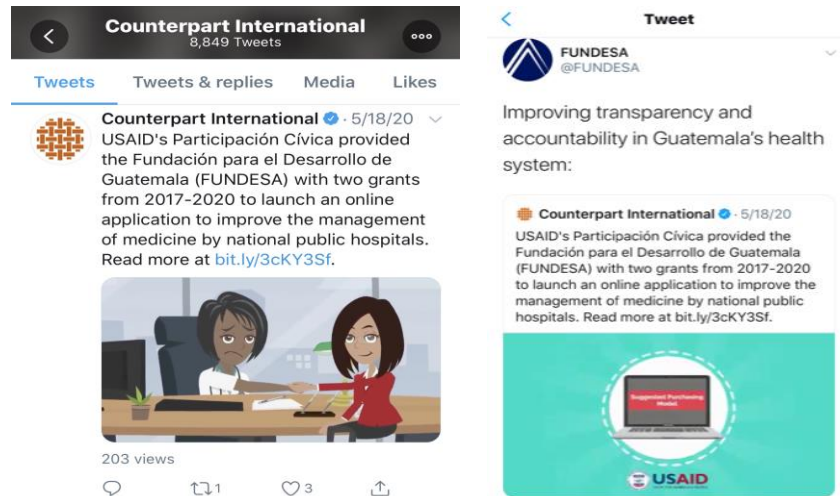 Counterpart International
8,849 Tweets
Tweets
Tweets & replies
Media
Likes
Counterpart International · 5/18/20
USAID's Participación Cívica provided
the Fundación para el Desarrollo de
Guatemala (FUNDESA) with two grants
from 2017-2020 to launch an online
application to improve the management
of medicine by national public hospitals.
Read more at bit.ly/3cKY3Sf.
203 views
1
3
Tweet
FUNDESA
@FUNDESA
Improving transparency and
accountability in Guatemala's health
system:
Counterpart International · 5/18/20
USAID's Participación Cívica provided the
Fundación para el Desarrollo de Guatemala
(FUNDESA) with two grants from 2017-2020
to launch an online application to improve the
management of medicine by national public
hospitals. Read more at bit.ly/3cKY3Sf.
Suggested Purchasing
Model
USAID